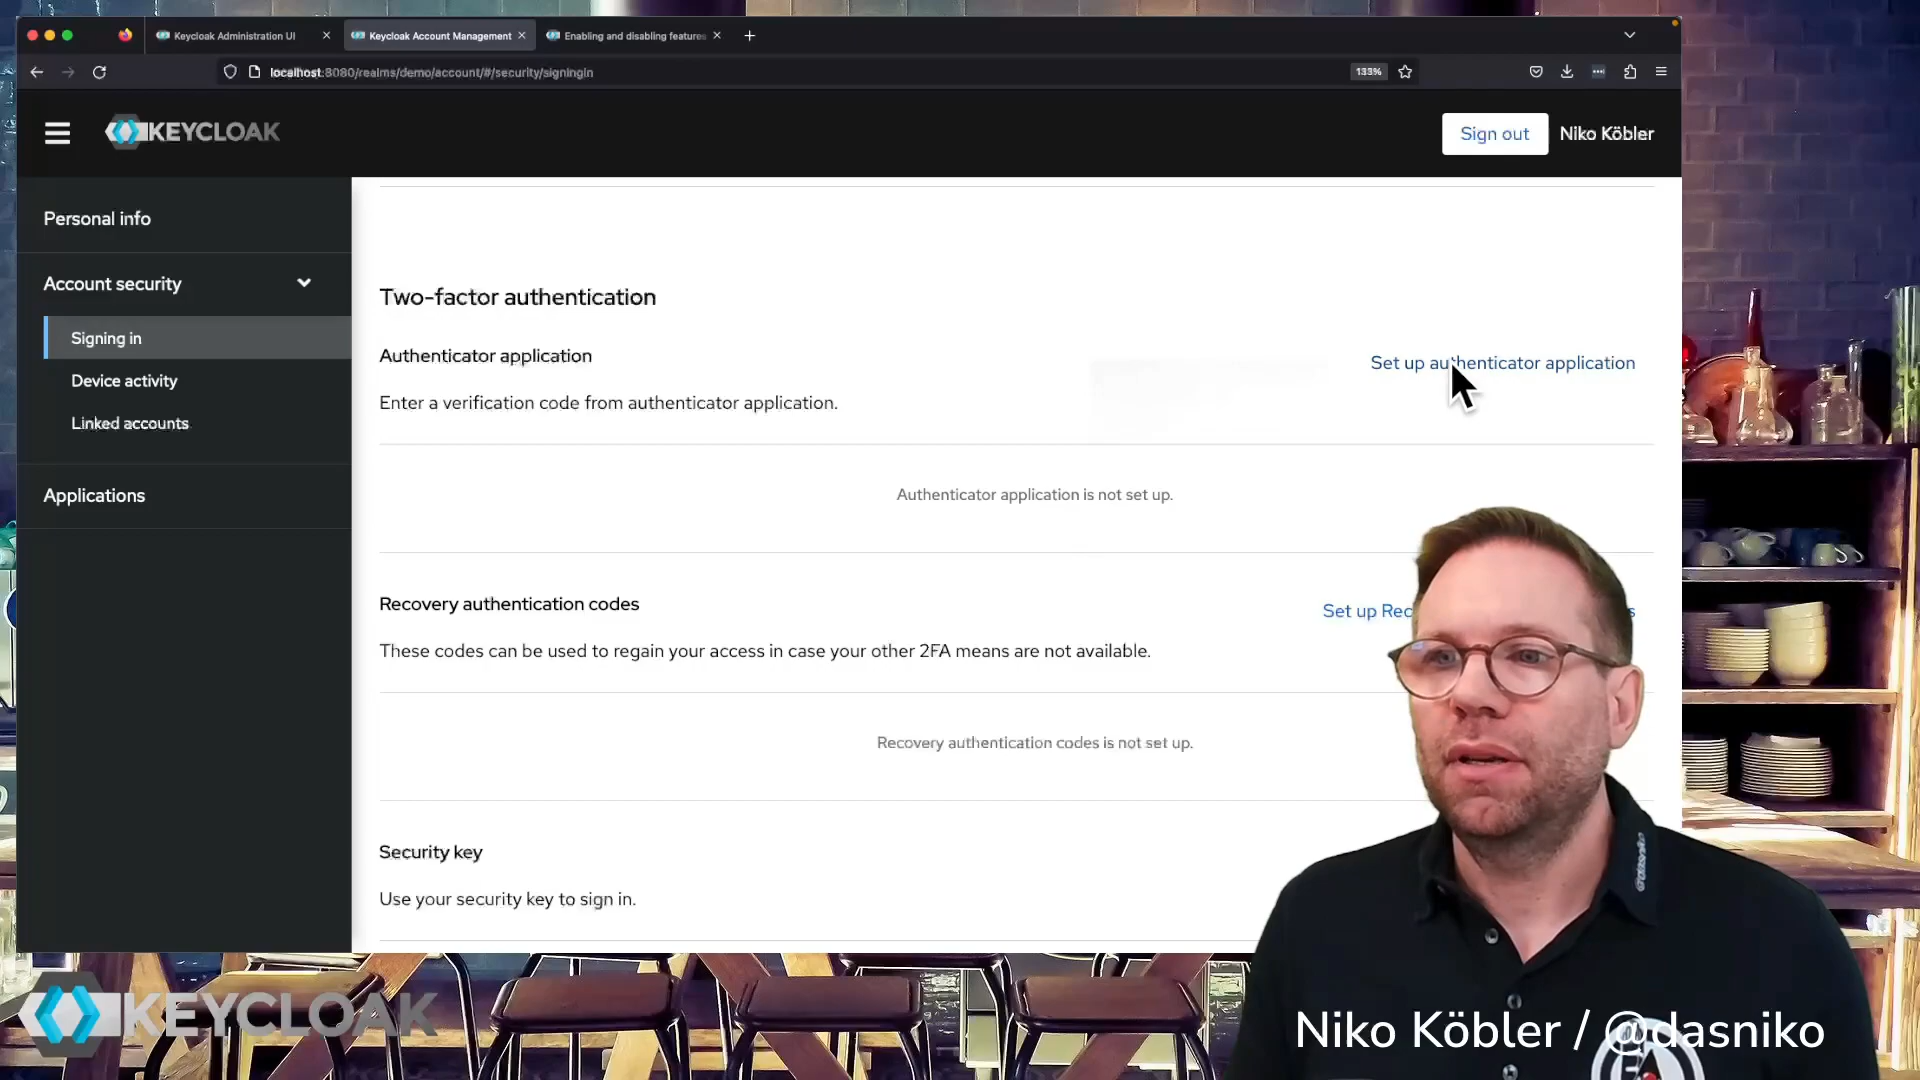 Keycloak Administration UI
Keycloak Account Management
Enabling and disabling features
localhost:8080/realms/demo/account/#/security/signingin
133%
KEYCLOAK
Sign out
Niko Köbler
Personal info
Account security
Signing in
Device activity
Linked accounts
Applications
Two-factor authentication
Authenticator application
Set up authenticator application
Enter a verification code from authenticator application.
Authenticator application is not set up.
Recovery authentication codes
Set up Rec
These codes can be used to regain your access in case your other 2FA means are not available.
Recovery authentication codes is not set up.
Security key
Use your security key to sign in.
@dasniko
KEYCLOAK
Niko Köbler / @dasniko